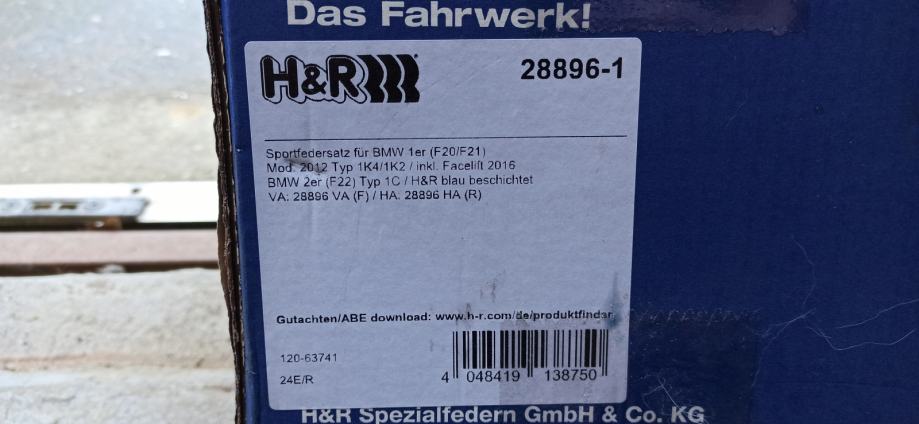 Das Fahrwerk!
H&R
28896-1
Sportfedersatz für BMW 1er (F20/F21)
Mod. 2012 Typ 1K4/1K2 / inkl. Facelift 2016
BMW 2er (F22) Typ 1C / H&R blau beschichtet
VA: 28896 VA (F) / HA: 28896 HA (R)
Gutachten/ABE download: www.h-r.com/de/produktfinder
120-63741
24E/R
4 048419 138750
H&R Spezialfedern GmbH & Co. KG